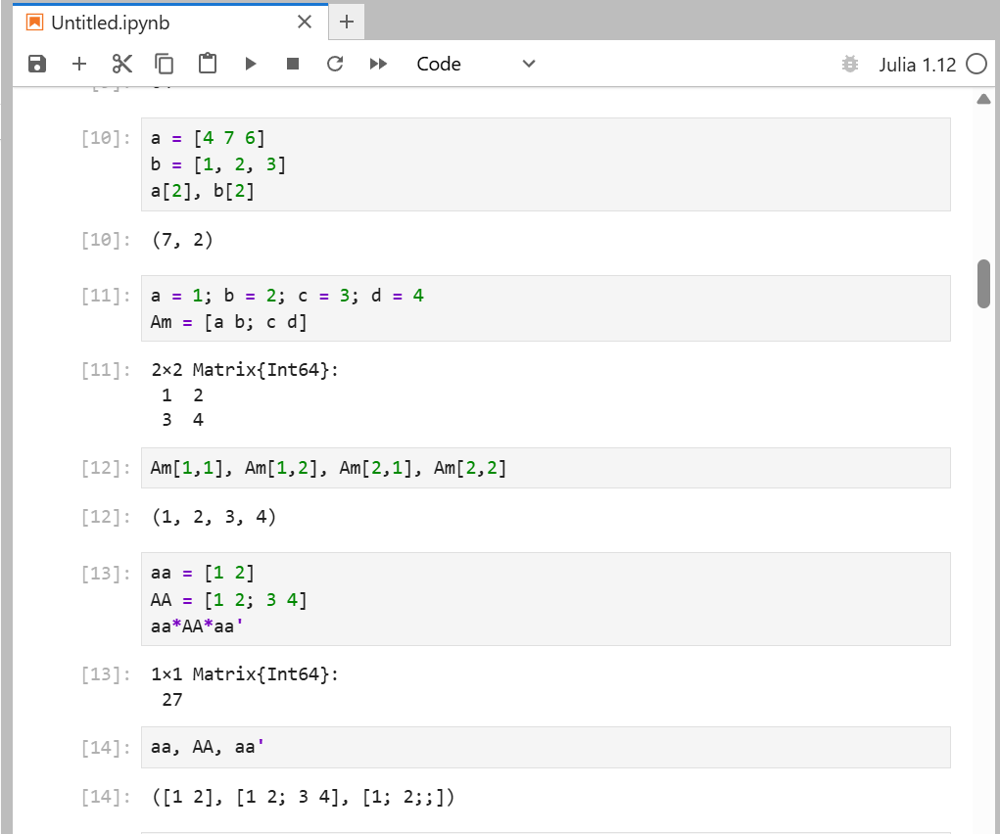 Untitled.ipynb
Code
Julia 1.12
[10]: a = [4 7 6]
b = [1, 2, 3]
a[2], b[2]
[10]: (7, 2)
[11]: a = 1; b = 2; c = 3; d = 4
Am = [a b; c d]
[11]: 2×2 Matrix{Int64}:
1 2
3 4
[12]: Am[1,1], Am[1,2], Am[2,1], Am[2,2]
[12]: (1, 2, 3, 4)
[13]: aa = [1 2]
AA = [1 2; 3 4]
aa*AA*aa'
[13]: 1×1 Matrix{Int64}:
27
[14]: aa, AA, aa'
[14]: ([1 2], [1 2; 3 4], [1; 2;;])